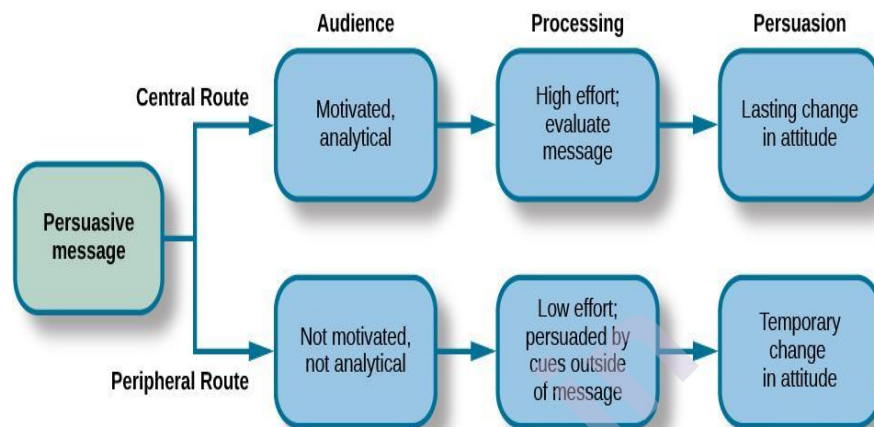 Audience
Processing
Persuasion
Central Route
Motivated,
analytical
High effort;
evaluate
message
Lasting change
in attitude
Persuasive
message
Peripheral Route
Not motivated,
not analytical
Low effort;
persuaded by
cues outside
of message
Temporary
change
in attitude